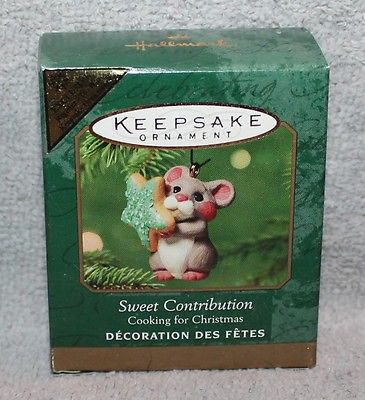 Hallmark
KEEPSAKE
ORNAMENT
Sweet Contribution
Cooking for Christmas
DÉCORATION DES FÊTES